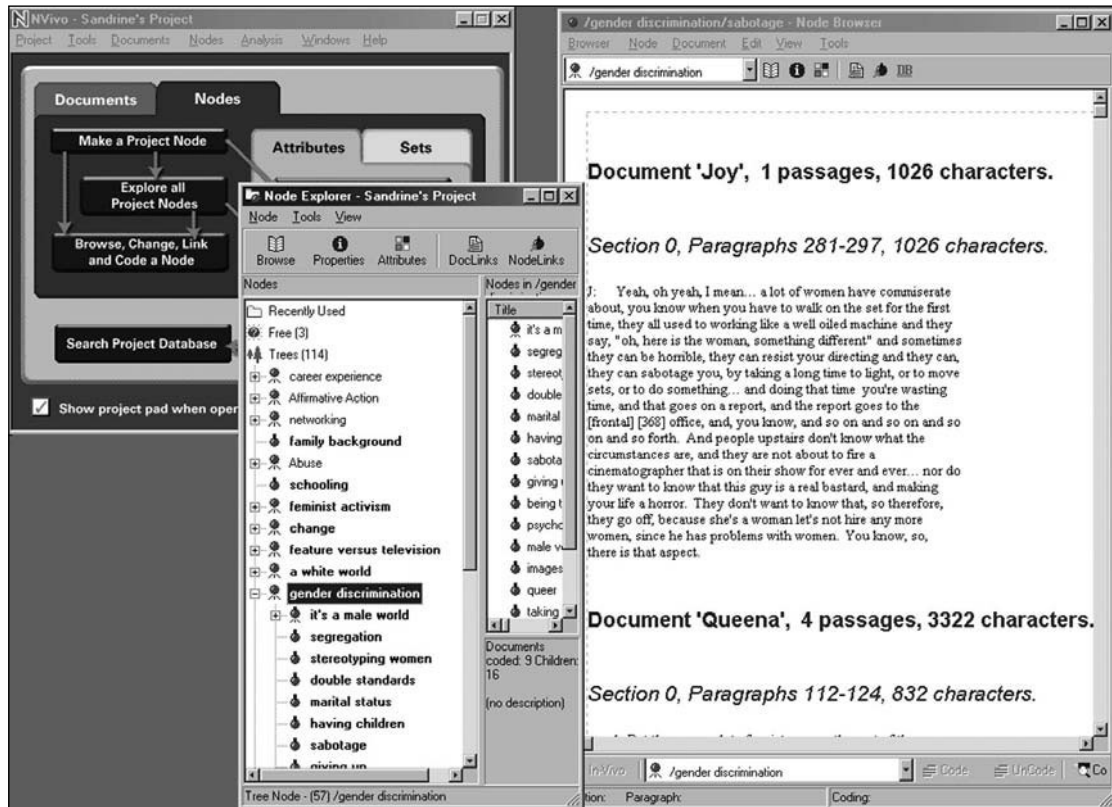 NVivo - Sandrine's Project
Project Tools Documents Nodes Analysis Windows Help
Documents Nodes
Make a Project Node
Attributes Sets
Explore all
Project Nodes
Browse, Change, Link
and Code a Node
Search Project Database
Show project pad when oper
Node Explorer - Sandrine's Project
Node Tools View
Browse Properties Attributes DocLinks NodeLinks
Nodes
Recently Used
Free (3)
Trees (114)
career experience
Affirmative Action
networking
family background
Abuse
schooling
feminist activism
change
feature versus television
a white world
gender discrimination
it's a male world
segregation
stereotyping women
double standards
marital status
having children
sabotage
giving up
Nodes in /gender
Title
it's a m
segreg
stereot
double
marital
having
sabota
giving
being t
psycho
male v
images
queer
taking
Documents
coded: 9 Children:
16
(no description)
Tree Node - (57) /gender discrimination
/gender discrimination/sabotage - Node Browser
Browser Node Document Edit View Tools
/gender discrimination DB
Document 'Joy', 1 passages, 1026 characters.
Section 0, Paragraphs 281-297, 1026 characters.
J: Yeah, oh yeah, I mean... a lot of women have commiserate
about, you know when you have to walk on the set for the first
time, they all used to working like a well oiled machine and they
say, "oh, here is the woman, something different" and sometimes
they can be horrible, they can resist your directing and they can,
they can sabotage you, by taking a long time to light, or to move
sets, or to do something... and doing that time you're wasting
time, and that goes on a report, and the report goes to the
[frontal] [368] office, and, you know, and so on and so on and so
on and so forth. And people upstairs don't know what the
circumstances are, and they are not about to fire a
cinematographer that is on their show for ever and ever... nor do
they want to know that this guy is a real bastard, and making
your life a horror. They don't want to know that, so therefore,
they go off, because she's a woman let's not hire any more
women, since he has problems with women. You know, so,
there is that aspect.
Document 'Queena', 4 passages, 3322 characters.
Section 0, Paragraphs 112-124, 832 characters.
In-Vivo /gender discrimination Code UnCode Co
tion: Paragraph: Coding: